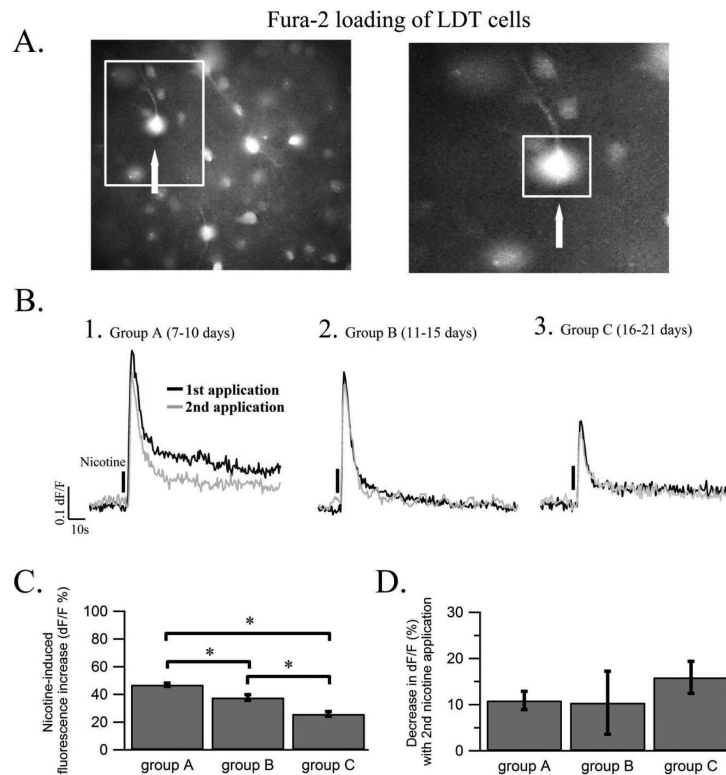 Fura-2 loading of LDT cells
A.
B.
1. Group A (7-10 days)
2. Group B (11-15 days)
3. Group C (16-21 days)
1st application
2nd application
Nicotine
0.1 dF/F
10s
C.
Nicotine-induced
fluorescence increase (dF/F %)
100
80
60
40
20
0
*
*
*
group A
group B
group C
D.
Decrease in dF/F (%)
with 2nd nicotine application
30
20
10
0
group A
group B
group C